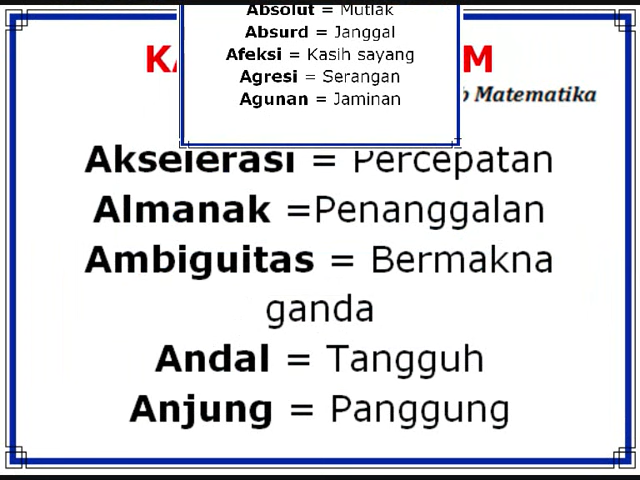 Absolut = Mutlak
Absurd = Janggal
Afeksi = Kasih sayang
Agresi = Serangan
Agunan = Jaminan
Matematika
Akselerasi = Percepatan
Almanak =Penanggalan
Ambiguitas = Bermakna
ganda
Andal = Tangguh
Anjung = Panggung